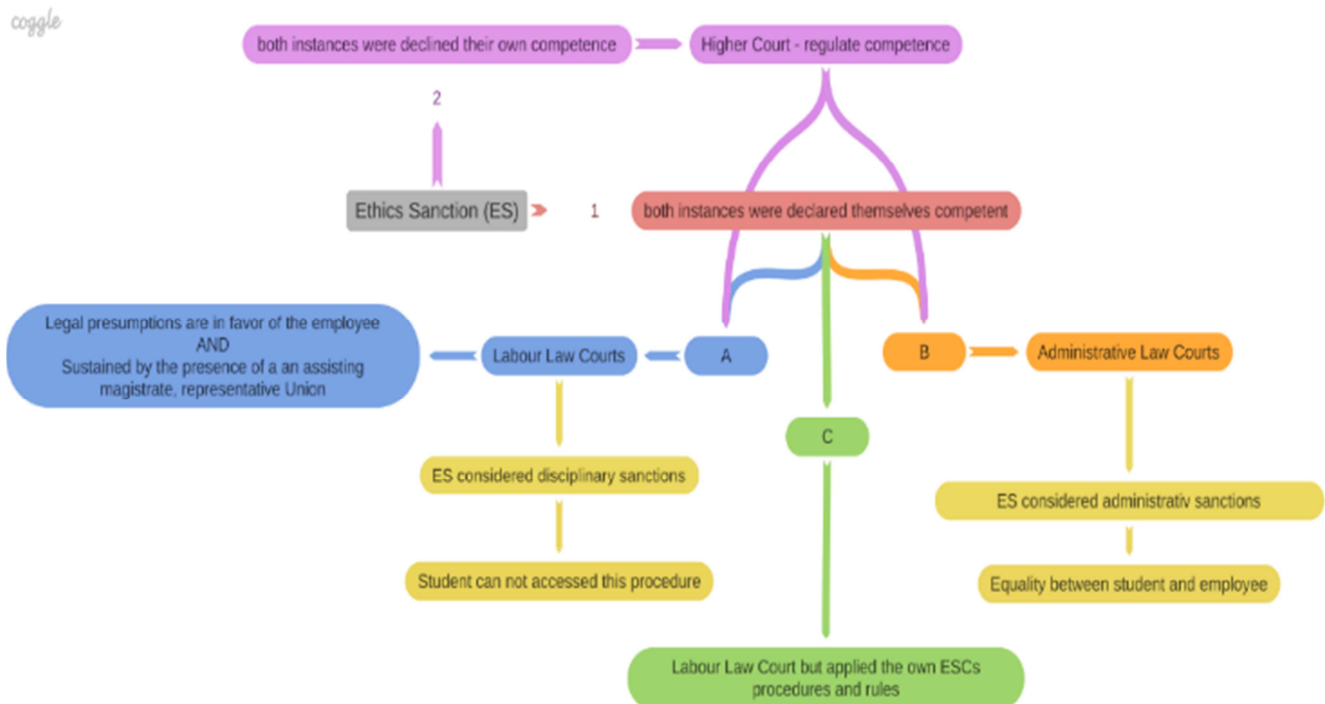 coggle
both instances were declined their own competence
Higher Court - regulate competence
2
Ethics Sanction (ES)
1
both instances were declared themselves competent
Legal presumptions are in favor of the employee
AND
Sustained by the presence of a an assisting
magistrate, representative Union
Labour Law Courts
A
B
Administrative Law Courts
C
ES considered disciplinary sanctions
ES considered administrativ sanctions
Student can not accessed this procedure
Equality between student and employee
Labour Law Court but applied the own ESCs
procedures and rules